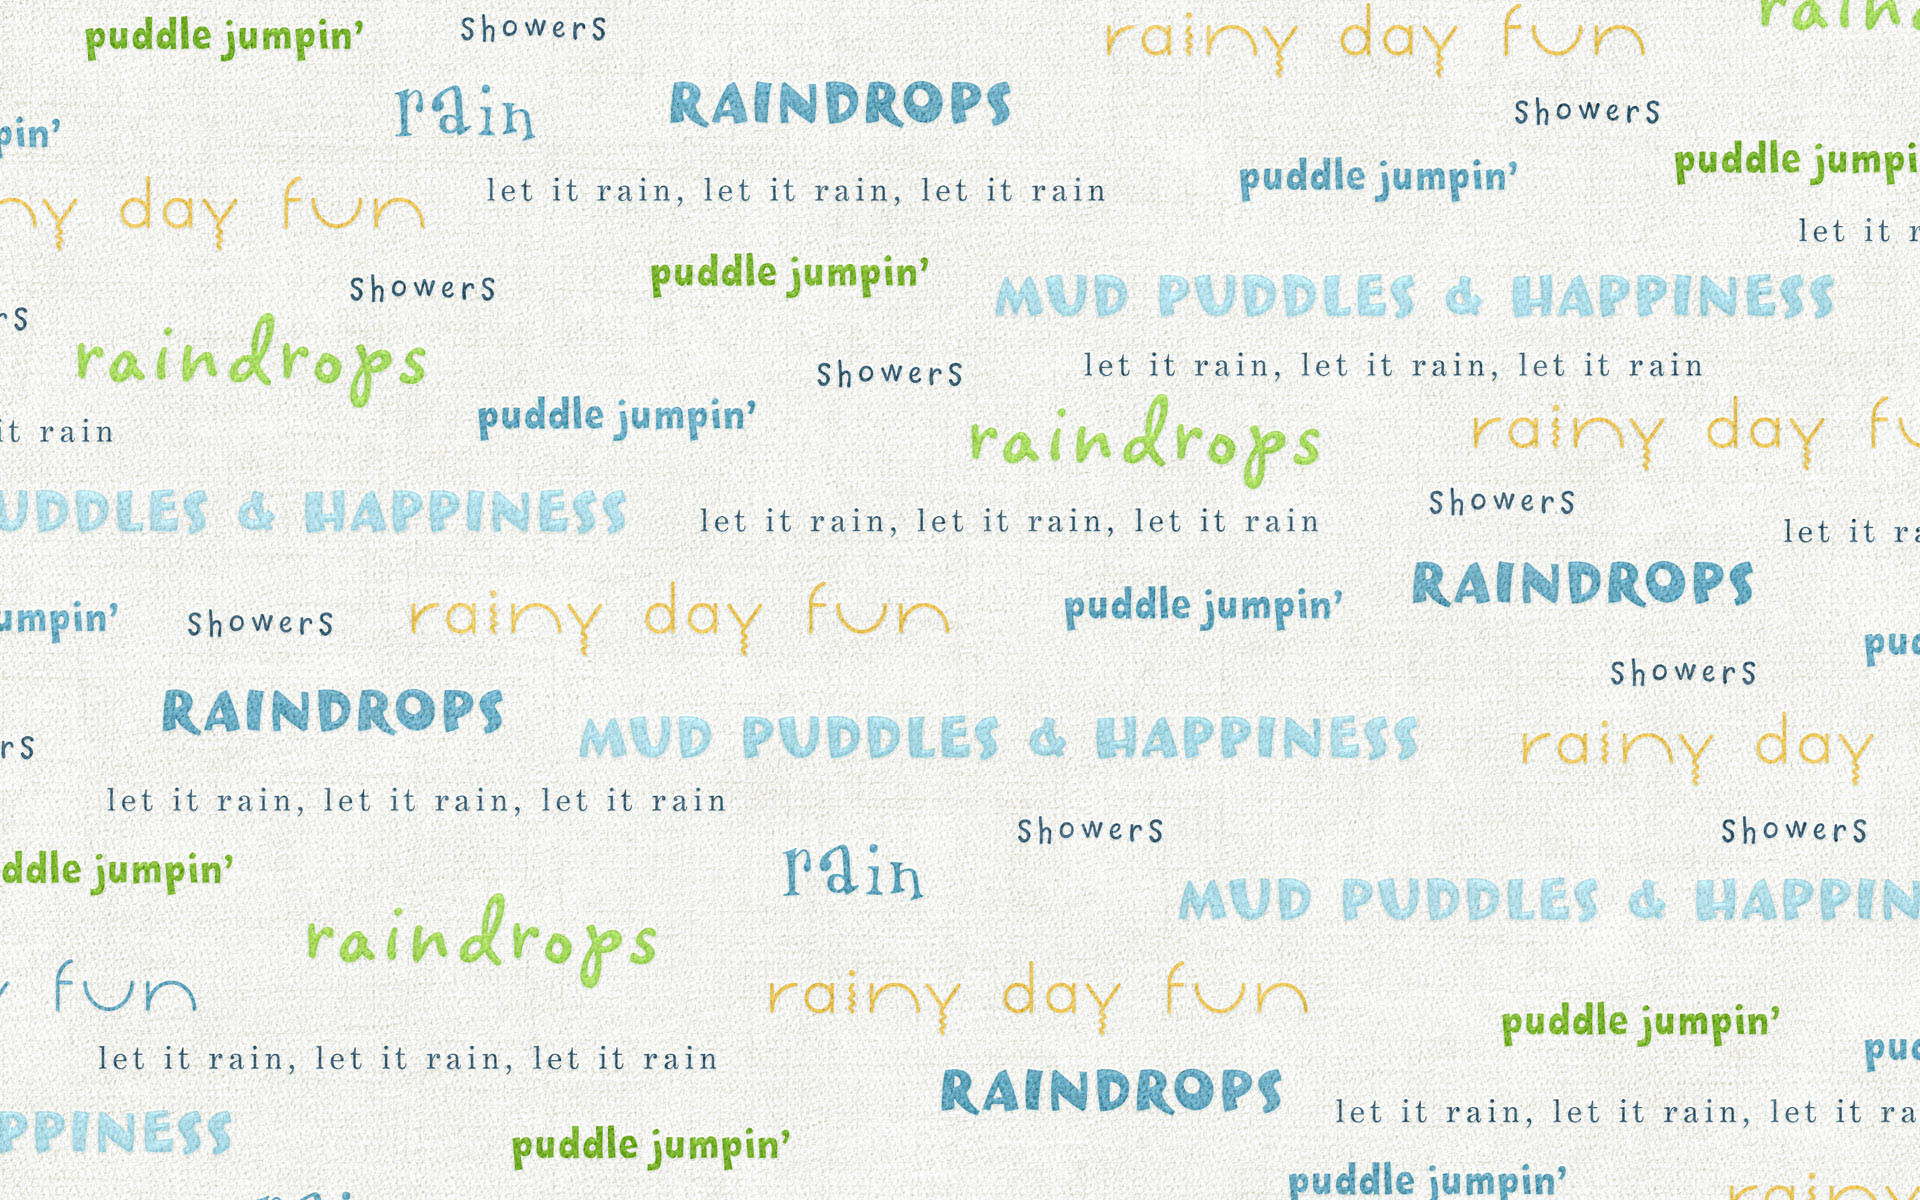 puddle jumpin’
showers
rainy day fun
rain
RAINDROPS
showers
pin’
puddle jumpin’
puddle jumpi
let it rain, let it rain, let it rain
ny day fun
let it r
puddle jumpin’
MUD PUDDLES & HAPPINESS
showers
rs
raindrops
showers
let it rain, let it rain, let it rain
puddle jumpin’
raindrops
rainy day fu
it rain
UDDLES & HAPPINESS
let it rain, let it rain, let it rain
showers
let it ra
RAINDROPS
umpin’
showers
rainy day fun
puddle jumpin’
pud
showers
RAINDROPS
MUD PUDDLES & HAPPINESS
rainy day
rs
let it rain, let it rain, let it rain
showers
showers
ddle jumpin’
rain
MUD PUDDLES & HAPPIN
raindrops
y fun
rainy day fun
puddle jumpin’
let it rain, let it rain, let it rain
pud
RAINDROPS
let it rain, let it rain, let it ra
PPINESS
puddle jumpin’
puddle jumpin’
rainy